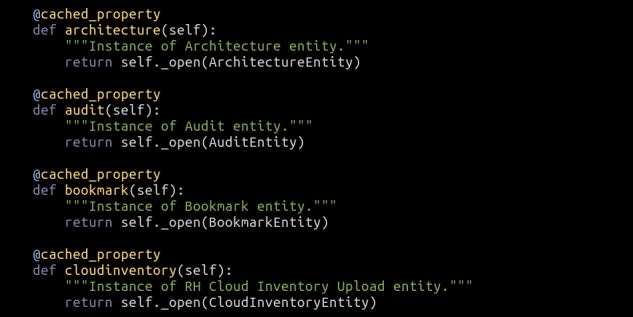 @cached_property
def architecture(self):
"""Instance of Architecture entity."""
return self._open(ArchitectureEntity)
@cached_property
def audit(self):
"""Instance of Audit entity."""
return self._open(AuditEntity)
@cached_property
def bookmark(self):
"""Instance of Bookmark entity."""
return self._open(BookmarkEntity)
@cached_property
def cloudinventory(self):
"""Instance of RH Cloud Inventory Upload entity."""
return self._open(CloudInventoryEntity)